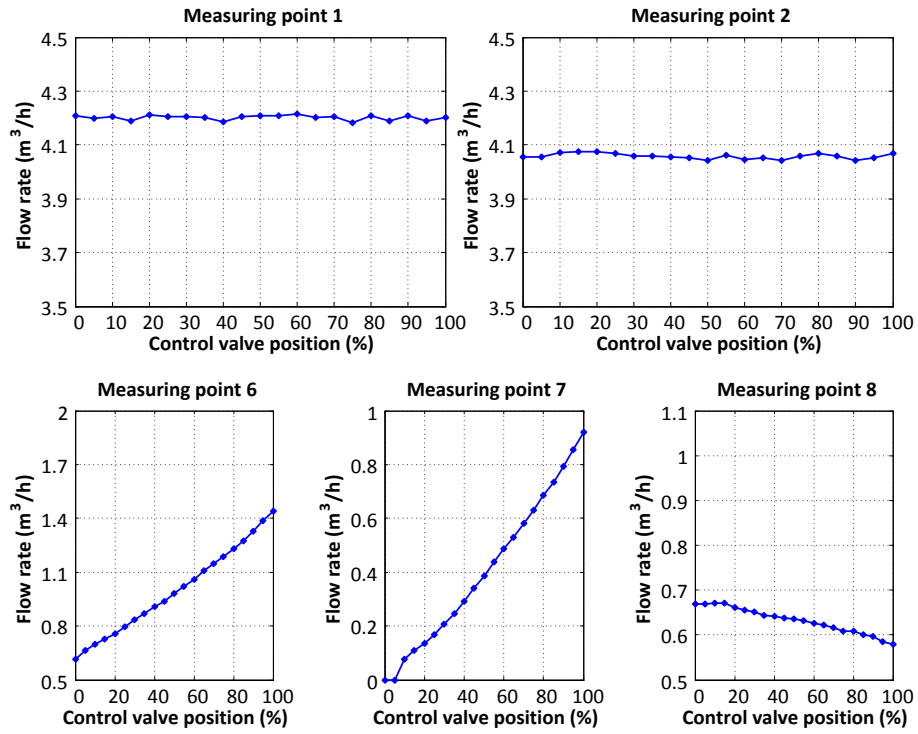 Measuring point 1
4.5
4.3
4.1
3.9
3.7
3.5
Flow rate (m³/h)
0 10 20 30 40 50 60 70 80 90 100
Control valve position (%)
Measuring point 2
4.5
4.3
4.1
3.9
3.7
3.5
Flow rate (m³/h)
0 10 20 30 40 50 60 70 80 90 100
Control valve position (%)
Measuring point 6
2
1.7
1.4
1.1
0.8
0.5
Flow rate (m³/h)
0 20 40 60 80 100
Control valve position (%)
Measuring point 7
1
0.8
0.6
0.4
0.2
0
Flow rate (m³/h)
0 20 40 60 80 100
Control valve position (%)
Measuring point 8
1.1
1
0.9
0.8
0.7
0.6
0.5
Flow rate (m³/h)
0 20 40 60 80 100
Control valve position (%)